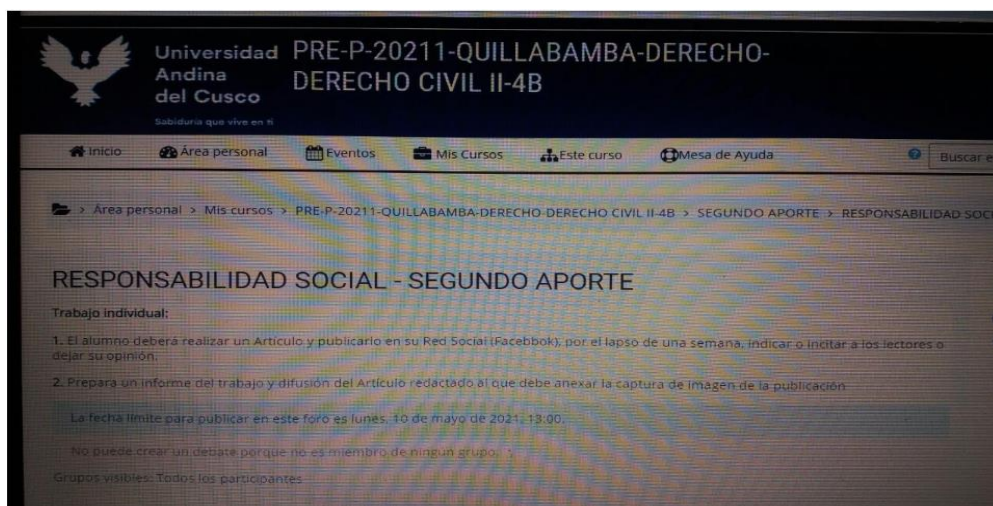 Universidad
Andina
del Cusco
Sabiduría que vive en ti
PRE-P-20211-QUILLABAMBA-DERECHO-
DERECHO CIVIL II-4B
Inicio Área personal Eventos Mis Cursos Este curso Mesa de Ayuda Buscar e
> Área personal > Mis cursos > PRE-P-20211-QUILLABAMBA-DERECHO-DERECHO CIVIL II-4B > SEGUNDO APORTE > RESPONSABILIDAD SOCI
RESPONSABILIDAD SOCIAL - SEGUNDO APORTE
Trabajo individual:
1. El alumno deberá realizar un Artículo y publicarlo en su Red Social (Facebbok), por el lapso de una semana, indicar o incitar a los lectores o
dejar su opinión.
2. Prepara un informe del trabajo y difusión del Artículo redactado al que debe anexar la captura de imagen de la publicación
La fecha límite para publicar en este foro es lunes, 10 de mayo de 2021, 13:00.
No puede crear un debate porque no es miembro de ningún grupo.
Grupos visibles: Todos los participantes